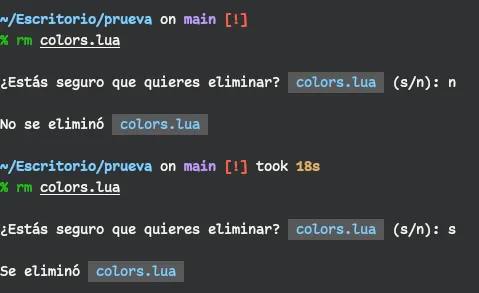 ~/Escritorio/prueva on main [!]
% rm colors.lua
¿Estás seguro que quieres eliminar? colors.lua (s/n): n
No se eliminó colors.lua
~/Escritorio/prueva on main [!] took 18s
% rm colors.lua
¿Estás seguro que quieres eliminar? colors.lua (s/n): s
Se eliminó colors.lua